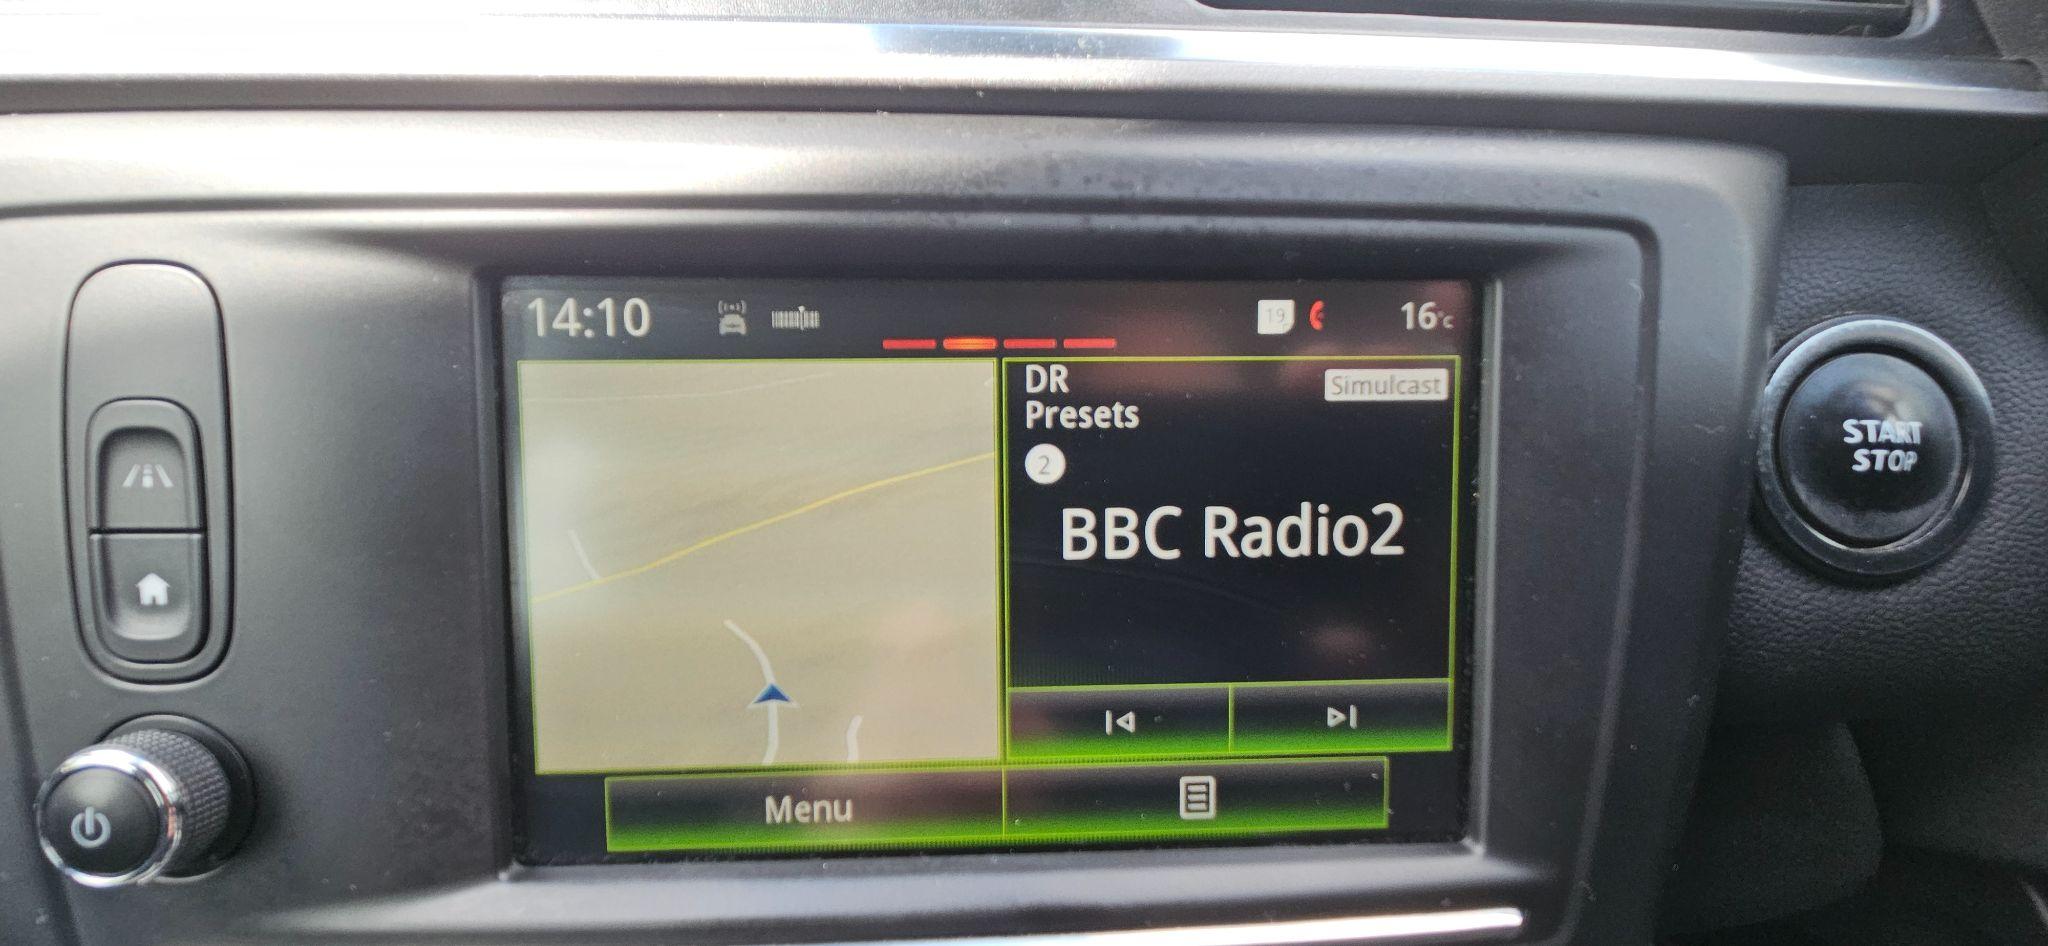 14:10
19
16°C
DR
Presets
Simulcast
2
BBC Radio2
Menu
START
STOP